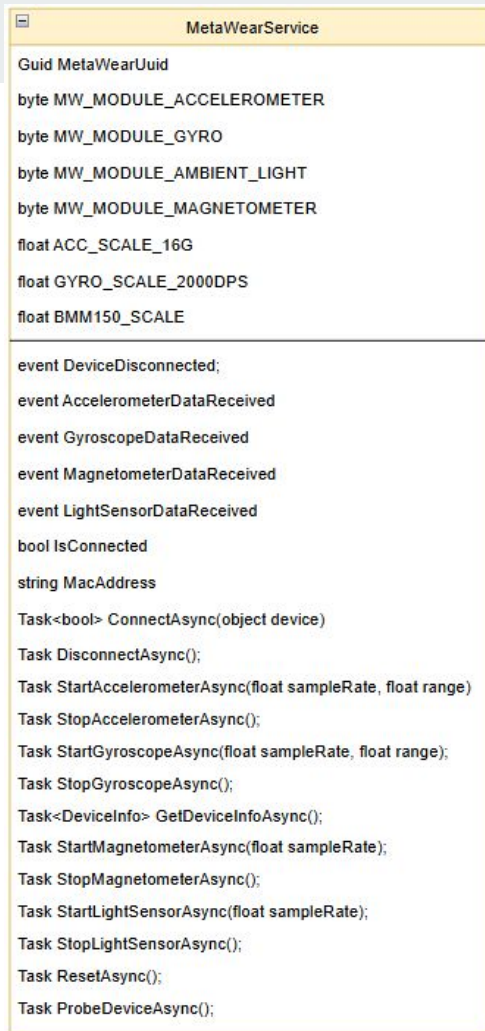 MetaWearService
Guid MetaWearUuid
byte MW_MODULE_ACCELEROMETER
byte MW_MODULE_GYRO
byte MW_MODULE_AMBIENT_LIGHT
byte MW_MODULE_MAGNETOMETER
float ACC_SCALE_16G
float GYRO_SCALE_2000DPS
float BMM150_SCALE
event DeviceDisconnected;
event AccelerometerDataReceived
event GyroscopeDataReceived
event MagnetometerDataReceived
event LightSensorDataReceived
bool IsConnected
string MacAddress
Task<bool> ConnectAsync(object device)
Task DisconnectAsync();
Task StartAccelerometerAsync(float sampleRate, float range)
Task StopAccelerometerAsync();
Task StartGyroscopeAsync(float sampleRate, float range);
Task StopGyroscopeAsync();
Task<DeviceInfo> GetDeviceInfoAsync();
Task StartMagnetometerAsync(float sampleRate);
Task StopMagnetometerAsync();
Task StartLightSensorAsync(float sampleRate);
Task StopLightSensorAsync();
Task ResetAsync();
Task ProbeDeviceAsync();